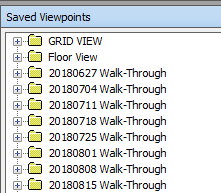 Saved Viewpoints
GRID VIEW
Floor View
20180627 Walk-Through
20180704 Walk-Through
20180711 Walk-Through
20180718 Walk-Through
20180725 Walk-Through
20180801 Walk-Through
20180808 Walk-Through
20180815 Walk-Through